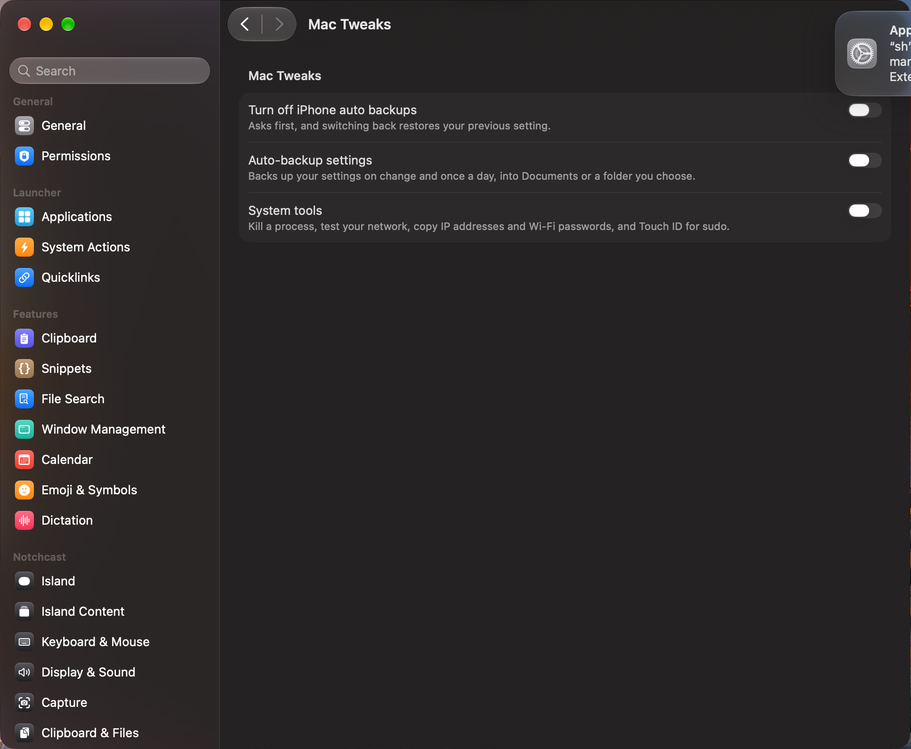 Mac Tweaks
Search
General
General
Permissions
Launcher
Applications
System Actions
Quicklinks
Features
Clipboard
Snippets
File Search
Window Management
Calendar
Emoji & Symbols
Dictation
Notchcast
Island
Island Content
Keyboard & Mouse
Display & Sound
Capture
Clipboard & Files
Mac Tweaks
Turn off iPhone auto backups
Asks first, and switching back restores your previous setting.
Auto-backup settings
Backs up your settings on change and once a day, into Documents or a folder you choose.
System tools
Kill a process, test your network, copy IP addresses and Wi-Fi passwords, and Touch ID for sudo.
App
“sh”
Exte